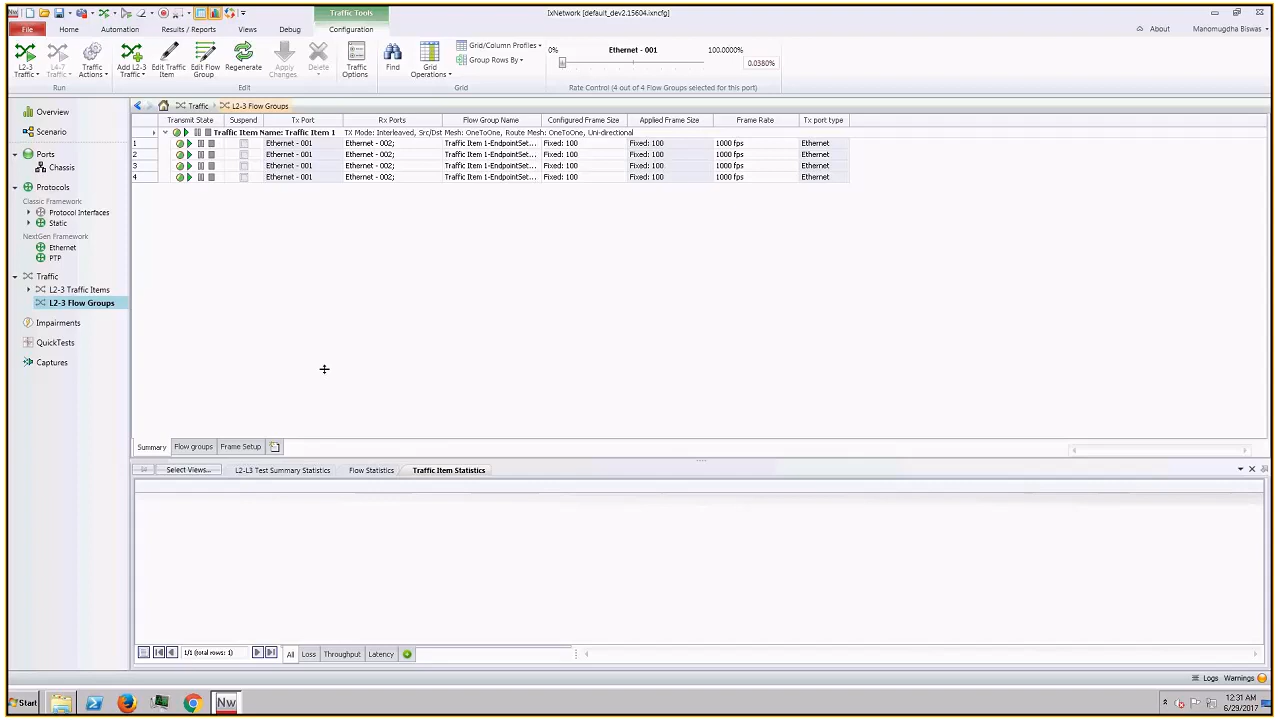 Traffic Tools
IxNetwork [default_dev2.15604.ixncfg]
File Home Automation Results / Reports Views Debug Configuration About Manomugdha Biswas
L2-3 Traffic L4-7 Traffic Traffic Actions Add L2-3 Traffic Edit Traffic Item Edit Flow Group Regenerate Apply Changes Delete Traffic Options Find Grid Operations Grid/Column Profiles Group Rows By 0% Ethernet - 001 100.0000% 0.0380%
Run Edit Grid Rate Control (4 out of 4 Flow Groups selected for this port)
Overview
Scenario
Ports
Chassis
Protocols
Classic Framework
Protocol Interfaces
Static
NextGen Framework
Ethernet
PTP
Traffic
L2-3 Traffic Items
L2-3 Flow Groups
Impairments
QuickTests
Captures
Traffic L2-3 Flow Groups
Transmit State Suspend Tx Port Rx Ports Flow Group Name Configured Frame Size Applied Frame Size Frame Rate Tx port type
Traffic Item Name: Traffic Item 1 TX Mode: Interleaved, Src/Dst Mesh: OneToOne, Route Mesh: OneToOne, Uni-directional
1 Ethernet - 001 Ethernet - 002; Traffic Item 1-EndpointSet... Fixed: 100 Fixed: 100 1000 fps Ethernet
2 Ethernet - 001 Ethernet - 002; Traffic Item 1-EndpointSet... Fixed: 100 Fixed: 100 1000 fps Ethernet
3 Ethernet - 001 Ethernet - 002; Traffic Item 1-EndpointSet... Fixed: 100 Fixed: 100 1000 fps Ethernet
4 Ethernet - 001 Ethernet - 002; Traffic Item 1-EndpointSet... Fixed: 100 Fixed: 100 1000 fps Ethernet
Summary Flow groups Frame Setup
Select Views... L2-L3 Test Summary Statistics Flow Statistics Traffic Item Statistics
1/1 (total rows: 1) All Loss Throughput Latency
Logs Warnings
Start Nw 12:31 AM
6/29/2017